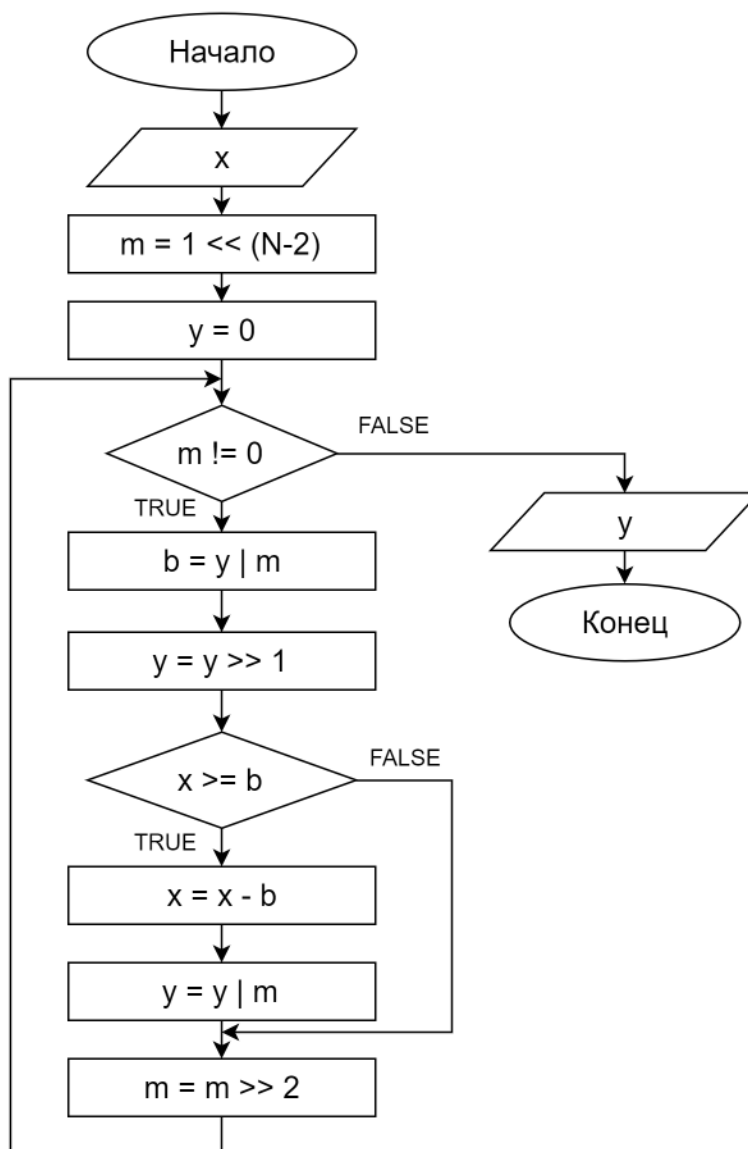 Начало
x
m = 1 << (N-2)
y = 0
m != 0
FALSE
TRUE
y
b = y | m
Конец
y = y >> 1
x >= b
FALSE
TRUE
x = x - b
y = y | m
m = m >> 2